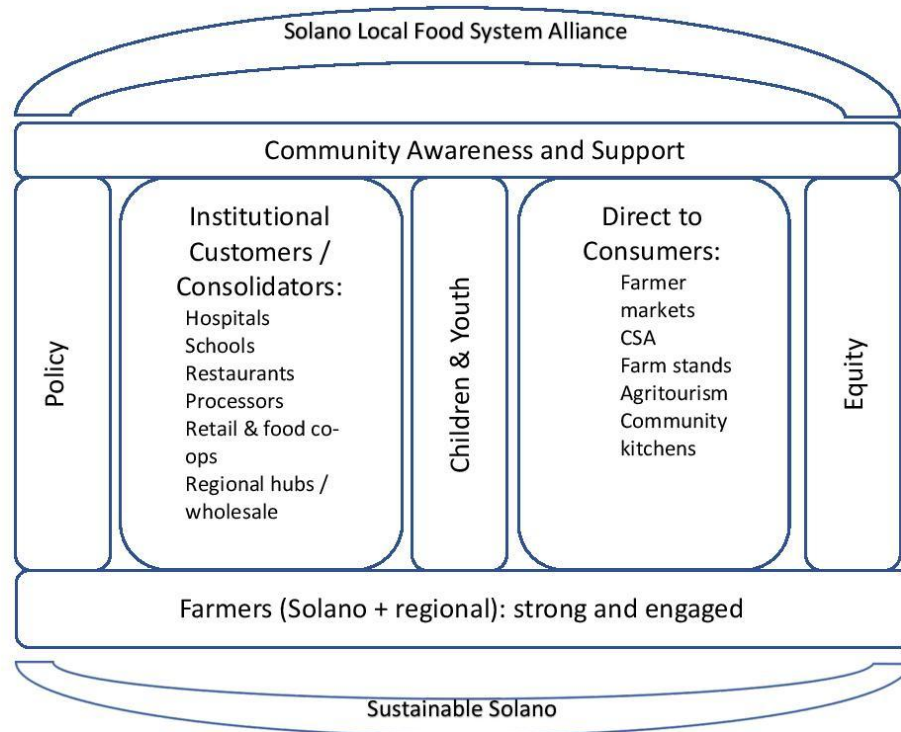 Solano Local Food System Alliance
Community Awareness and Support
Policy
Institutional
Customers /
Consolidators:
Hospitals
Schools
Restaurants
Processors
Retail & food co-
ops
Regional hubs /
wholesale
Children & Youth
Direct to
Consumers:
Farmer
markets
CSA
Farm stands
Agritourism
Community
kitchens
Equity
Farmers (Solano + regional): strong and engaged
Sustainable Solano